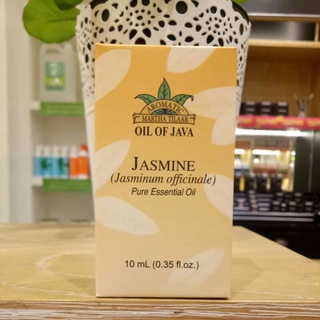 AROMATIC
MARTHA TILAAR
OIL OF JAVA
JASMINE
(Jasminum officinale)
Pure Essential Oil
10 mL (0.35 fl.oz.)